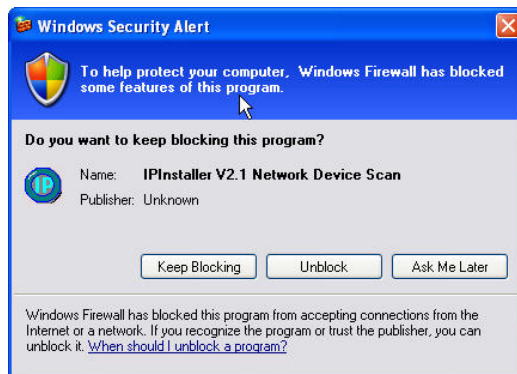 Windows Security Alert
To help protect your computer, Windows Firewall has blocked
some features of this program.
Do you want to keep blocking this program?
IP
Name: IPInstaller V2.1 Network Device Scan
Publisher: Unknown
Keep Blocking Unblock Ask Me Later
Windows Firewall has blocked this program from accepting connections from the
Internet or a network. If you recognize the program or trust the publisher, you can
unblock it. When should I unblock a program?